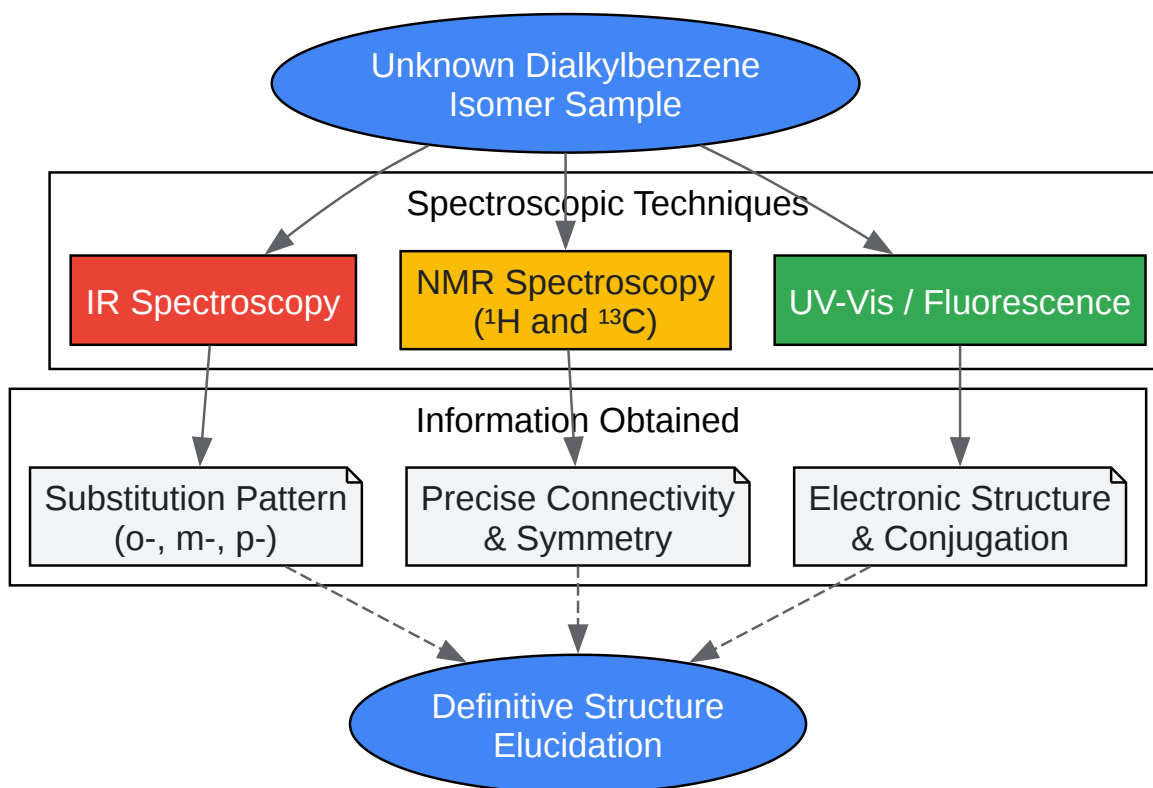 Unknown Dialkylbenzene
Isomer Sample
Spectroscopic Techniques
IR Spectroscopy
NMR Spectroscopy
(¹H and ¹³C)
UV-Vis / Fluorescence
Information Obtained
Substitution Pattern
(o-, m-, p-)
Precise Connectivity
& Symmetry
Electronic Structure
& Conjugation
Definitive Structure
Elucidation